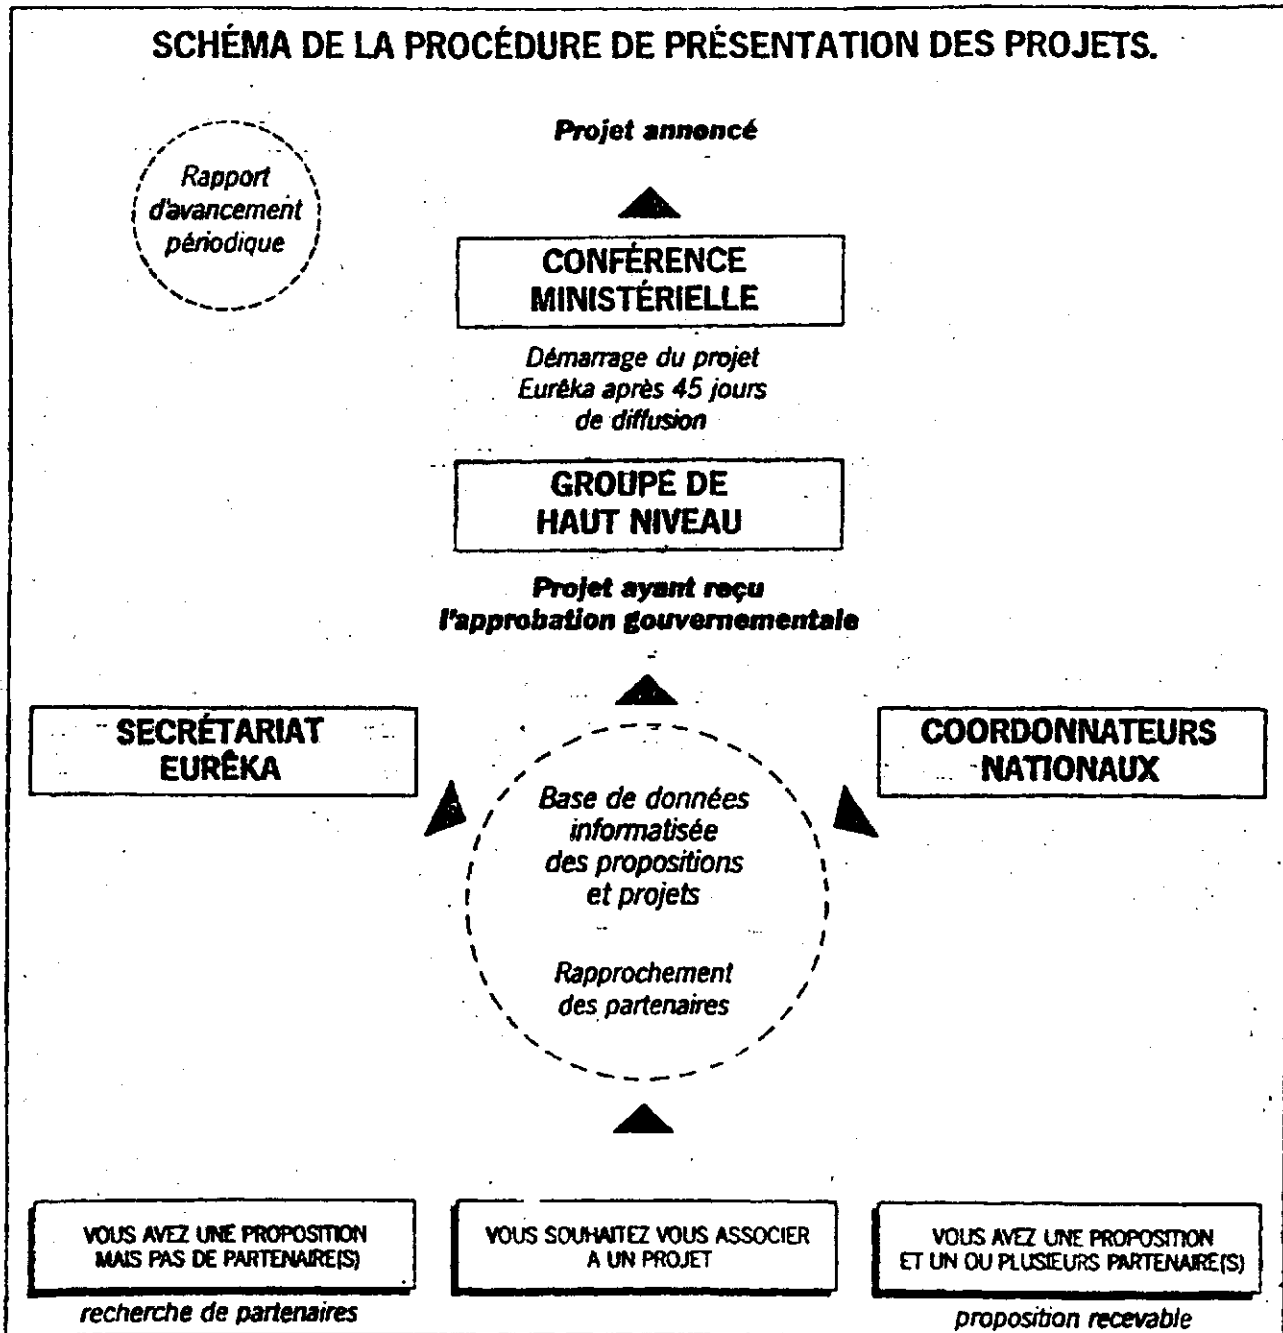 SCHÉMA DE LA PROCÉDURE DE PRÉSENTATION DES PROJETS.
Projet annoncé
Rapport
d'avancement
périodique
CONFÉRENCE
MINISTÉRIELLE
Démarrage du projet
Eurêka après 45 jours
de diffusion
GROUPE DE
HAUT NIVEAU
Projet ayant reçu
l'approbation gouvernementale
SECRÉTARIAT
EURÊKA
COORDONNATEURS
NATIONAUX
Base de données
informatisée
des propositions
et projets
Rapprochement
des partenaires
VOUS AVEZ UNE PROPOSITION
MAIS PAS DE PARTENAIRE(S)
recherche de partenaires
VOUS SOUHAITEZ VOUS ASSOCIER
A UN PROJET
VOUS AVEZ UNE PROPOSITION
ET UN OU PLUSIEURS PARTENAIRE(S)
proposition recevable